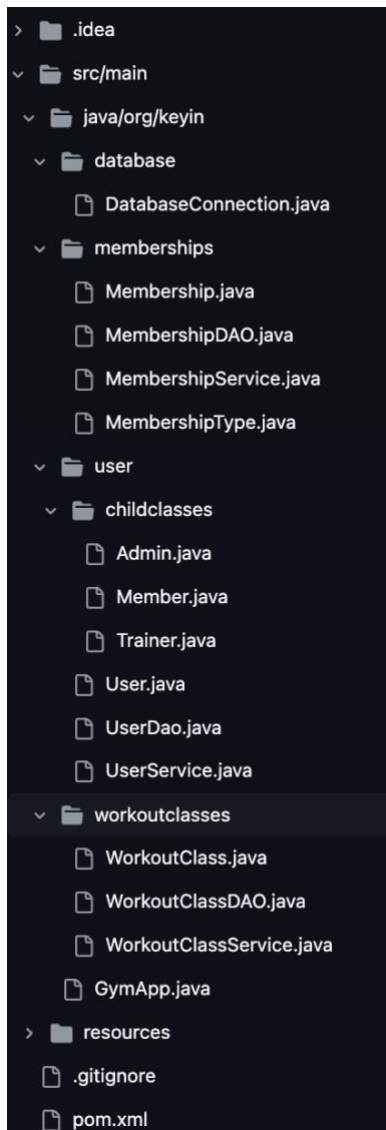 .idea
src/main
java/org/keyin
database
DatabaseConnection.java
memberships
Membership.java
MembershipDAO.java
MembershipService.java
MembershipType.java
user
childclasses
Admin.java
Member.java
Trainer.java
User.java
UserDao.java
UserService.java
workoutclasses
WorkoutClass.java
WorkoutClassDAO.java
WorkoutClassService.java
GymApp.java
resources
.gitignore
pom.xml